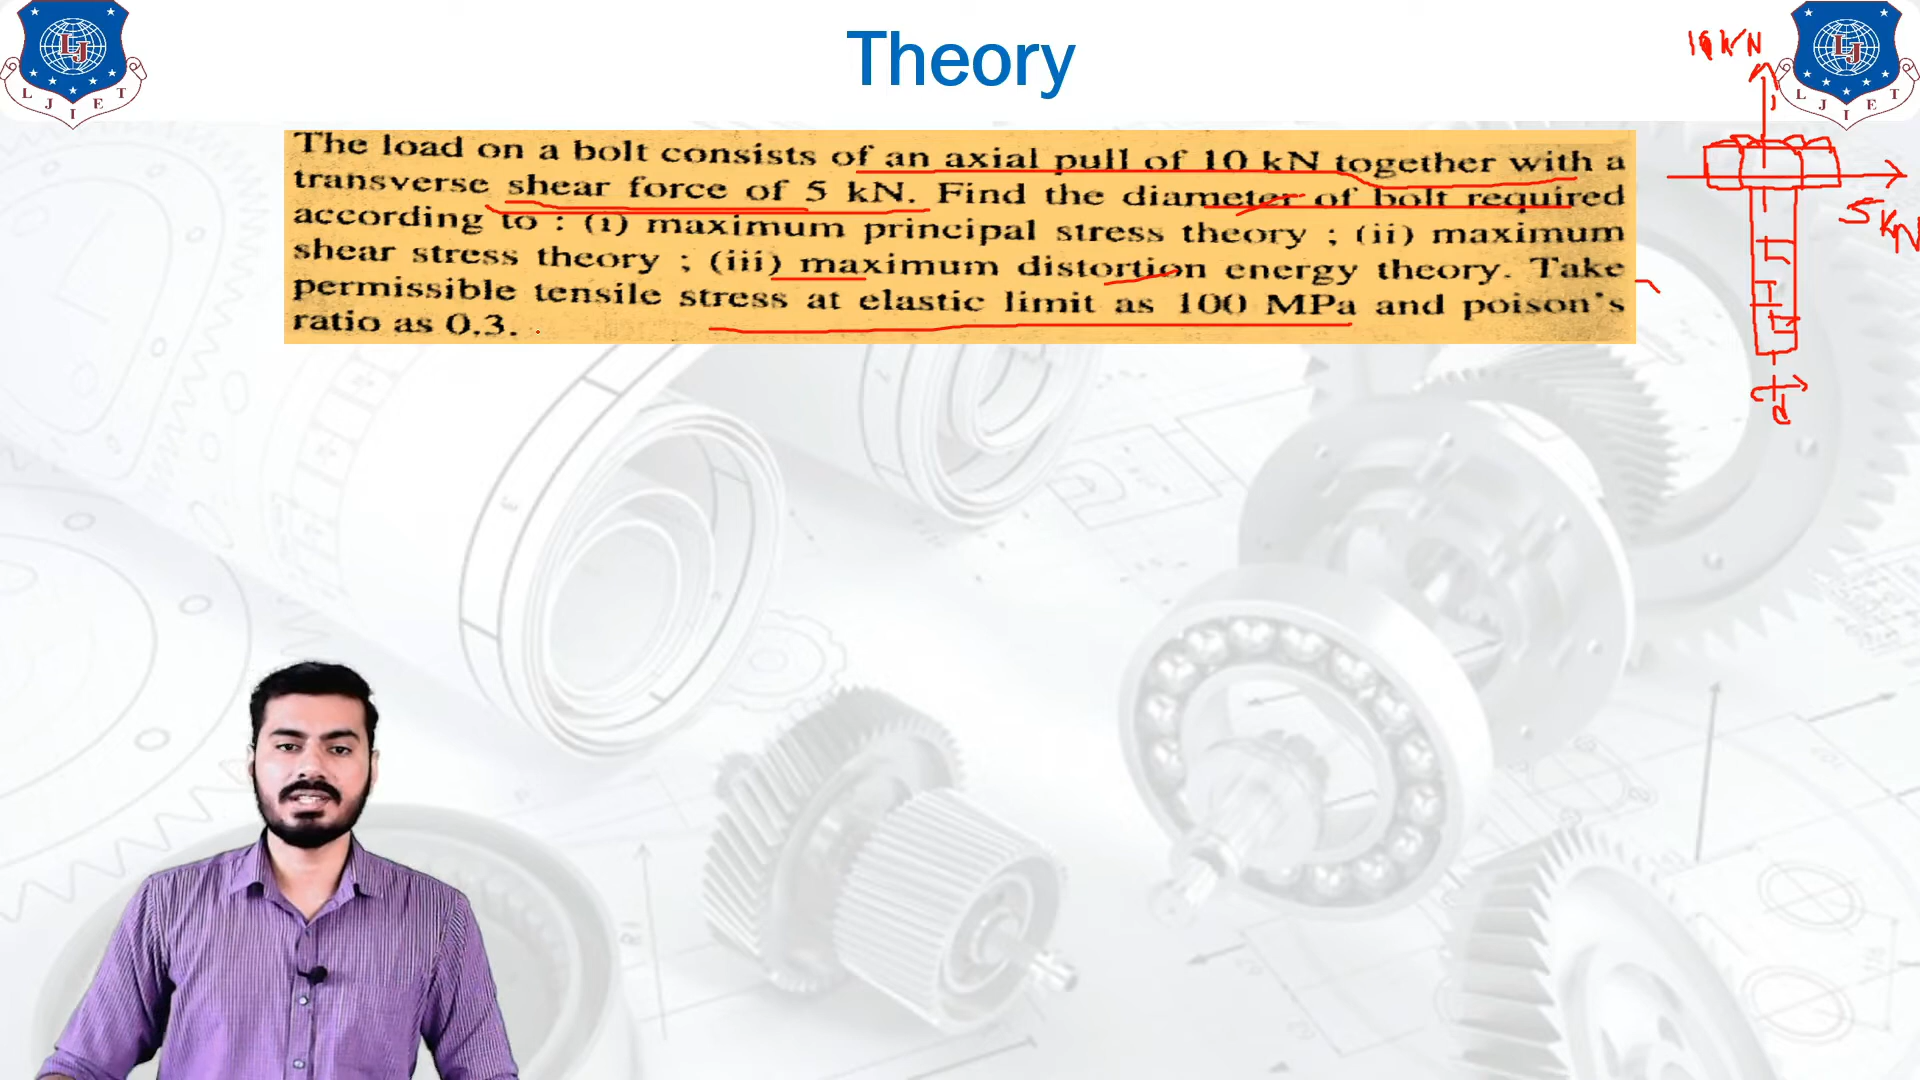 Theory
LJ
L J I E T
LJ
L J I E T
10 kN
The load on a bolt consists of an axial pull of 10 kN together with a
transverse shear force of 5 kN. Find the diameter of bolt required
according to : (i) maximum principal stress theory ; (ii) maximum
shear stress theory ; (iii) maximum distortion energy theory. Take
permissible tensile stress at elastic limit as 100 MPa and poison's
ratio as 0.3.
5 kN
d